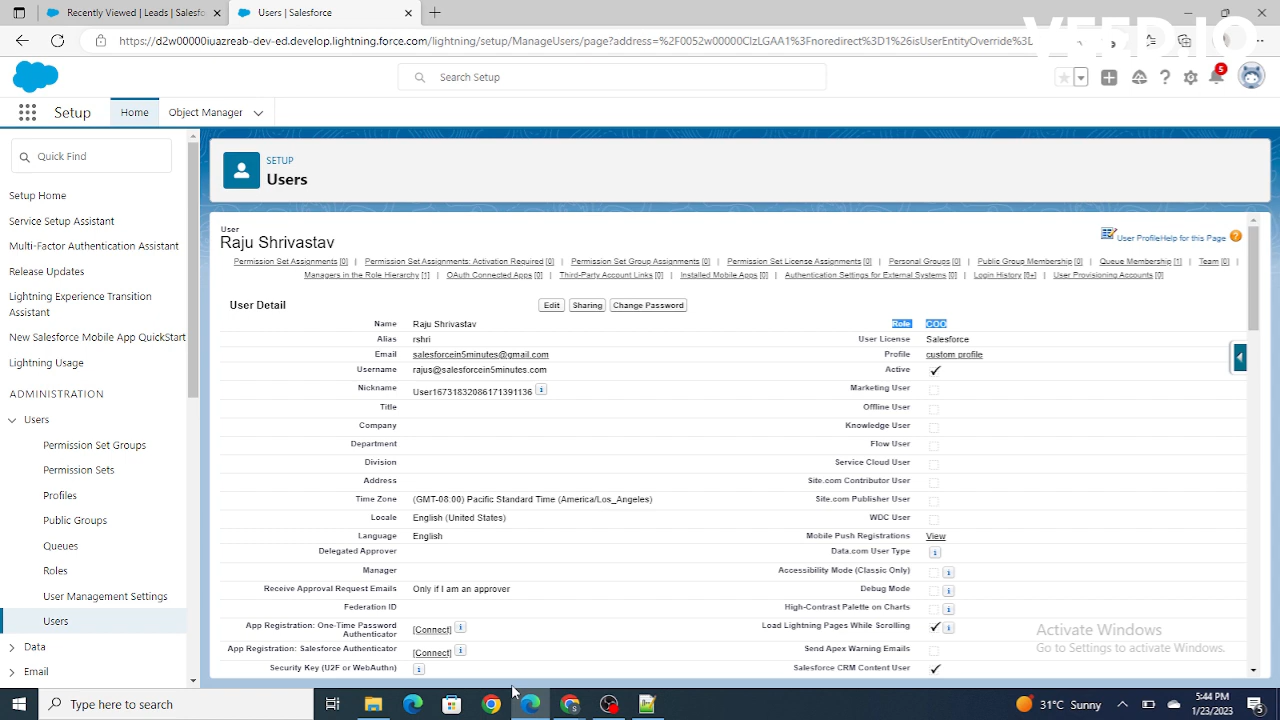 Recently Viewed | Leads | Salesfo
Users | Salesforce
VEED.IO
https://d2w00000iuazreab-dev-ed.develop.lightning.force.com/lightning/setup/ManageUsers/page?address=%2F0052w00000CIzLGAA1%3Fnoredirect%3D1%26isUserEntityOverride%3D
Search Setup
5
Setup
Home
Object Manager
Quick Find
Setup Home
Service Setup Assistant
Multi-Factor Authentication Assistant
Release Updates
Lightning Experience Transition
Assistant
New Salesforce Mobile App QuickStart
Lightning Usage
ADMINISTRATION
Users
Permission Set Groups
Permission Sets
Profiles
Public Groups
Queues
Roles
User Management Settings
Users
Data
Email
SETUP
Users
User
Raju Shrivastav
User Profile Help for this Page ?
Permission Set Assignments [0] | Permission Set Assignments: Activation Required [0] | Permission Set Group Assignments [0] | Permission Set License Assignments [0] | Personal Groups [0] | Public Group Membership [0] | Queue Membership [1] | Team [0] |
Managers in the Role Hierarchy [1] | OAuth Connected Apps [0] | Third-Party Account Links [0] | Installed Mobile Apps [0] | Authentication Settings for External Systems [0] | Login History [0+] | User Provisioning Accounts [0]
User Detail
Edit Sharing Change Password
Name Raju Shrivastav Role COO
Alias rshri User License Salesforce
Email salesforcein5minutes@gmail.com Profile custom profile
Username rajus@salesforcein5minutes.com Active
Nickname User16731832086171391136 i Marketing User
Title Offline User
Company Knowledge User
Department Flow User
Division Service Cloud User
Address Site.com Contributor User
Time Zone (GMT-08:00) Pacific Standard Time (America/Los_Angeles) Site.com Publisher User
Locale English (United States) WDC User
Language English Mobile Push Registrations View
Delegated Approver Data.com User Type i
Manager Accessibility Mode (Classic Only) i
Receive Approval Request Emails Only if I am an approver Debug Mode i
Federation ID High-Contrast Palette on Charts i
App Registration: One-Time Password
Authenticator [Connect] i Load Lightning Pages While Scrolling i
App Registration: Salesforce Authenticator [Connect] i Send Apex Warning Emails
Security Key (U2F or WebAuthn) i Salesforce CRM Content User
Activate Windows
Go to Settings to activate Windows.
Type here to search
31°C Sunny
5:44 PM
1/23/2023
5